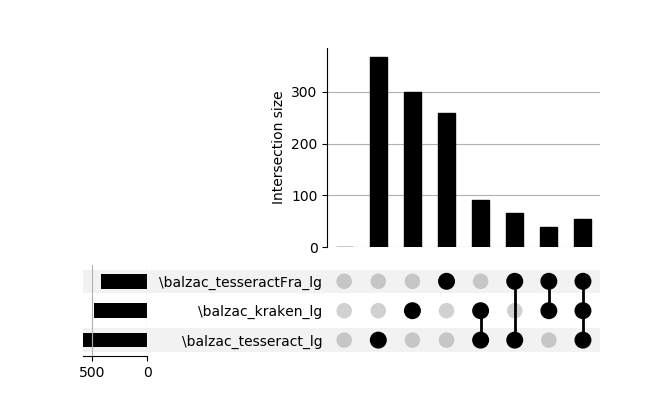 Intersection size
300
200
100
0
\balzac_tesseractFra_lg
\balzac_kraken_lg
\balzac_tesseract_lg
500 0